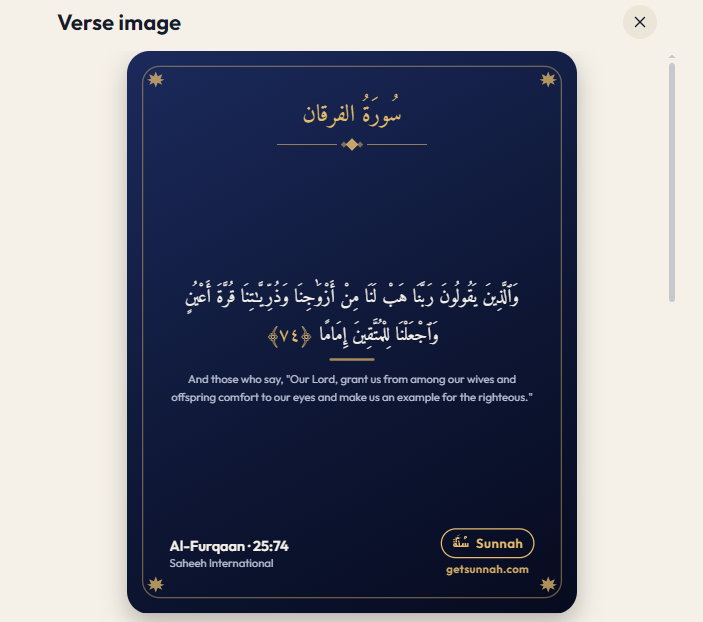 Verse image
سُورَةُ الفرقان
وَٱلَّذِينَ يَقُولُونَ رَبَّنَا هَبْ لَنَا مِنْ أَزْوَٰجِنَا وَذُرِّيَّـٰتِنَا قُرَّةَ أَعْيُنٍ
وَٱجْعَلْنَا لِلْمُتَّقِينَ إِمَامًا ﴿٧٤﴾
And those who say, "Our Lord, grant us from among our wives and
offspring comfort to our eyes and make us an example for the righteous."
Al-Furqaan · 25:74
Saheeh International
سُنَّة Sunnah
getsunnah.com